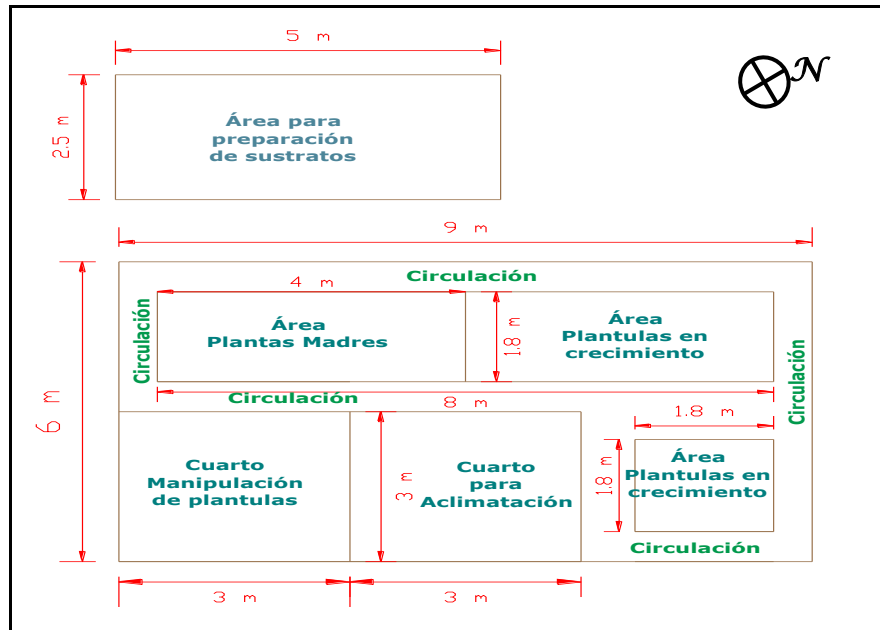 5 m
N
2.5 m
Área para
preparación
de sustratos
9 m
Circulación
4 m
Circulación
Área
Plantas Madres
1.8 m
Área
Plantulas en
crecimiento
Circulación
Circulación
8 m
6 m
1.8 m
Cuarto
Manipulación
de plantulas
3 m
Cuarto
para
Aclimatación
1.8 m
Área
Plantulas en
crecimiento
Circulación
3 m
3 m